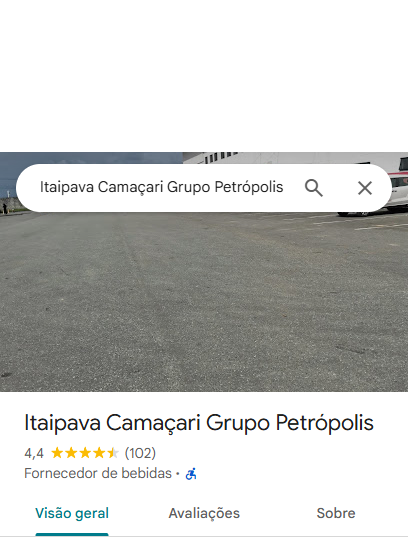 Itaipava Camaçari Grupo Petrópolis
Itaipava Camaçari Grupo Petrópolis
4,4 (102)
Fornecedor de bebidas ·
Visão geral Avaliações Sobre